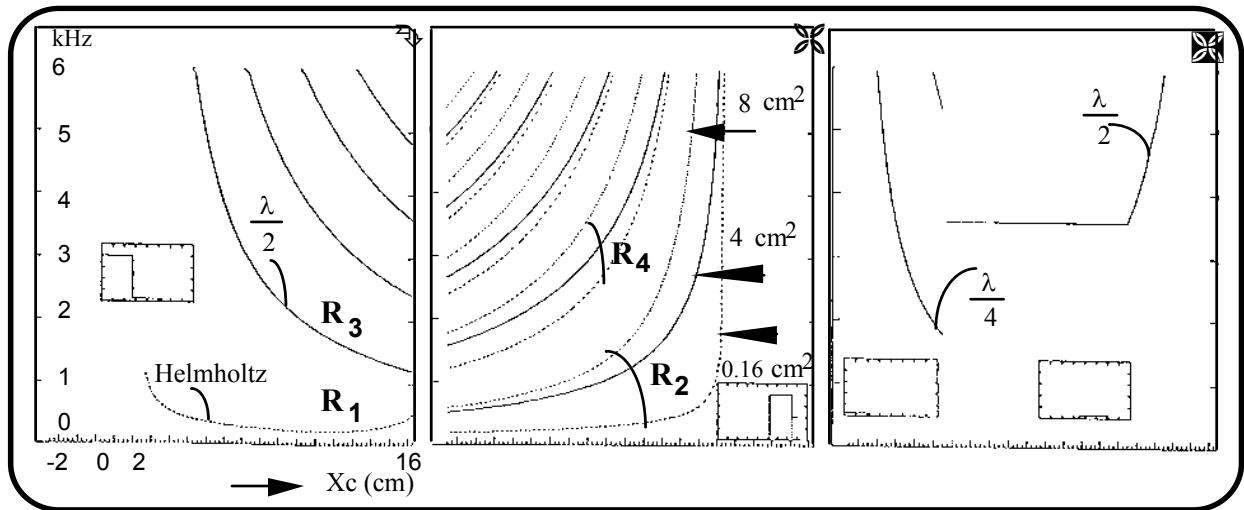 kHz
6
5
4
3
2
1
0
-2 0 2 16
Xc (cm)
λ/2
R3
Helmholtz
R1
8 cm²
4 cm²
0.16 cm²
R4
R2
λ/2
λ/4